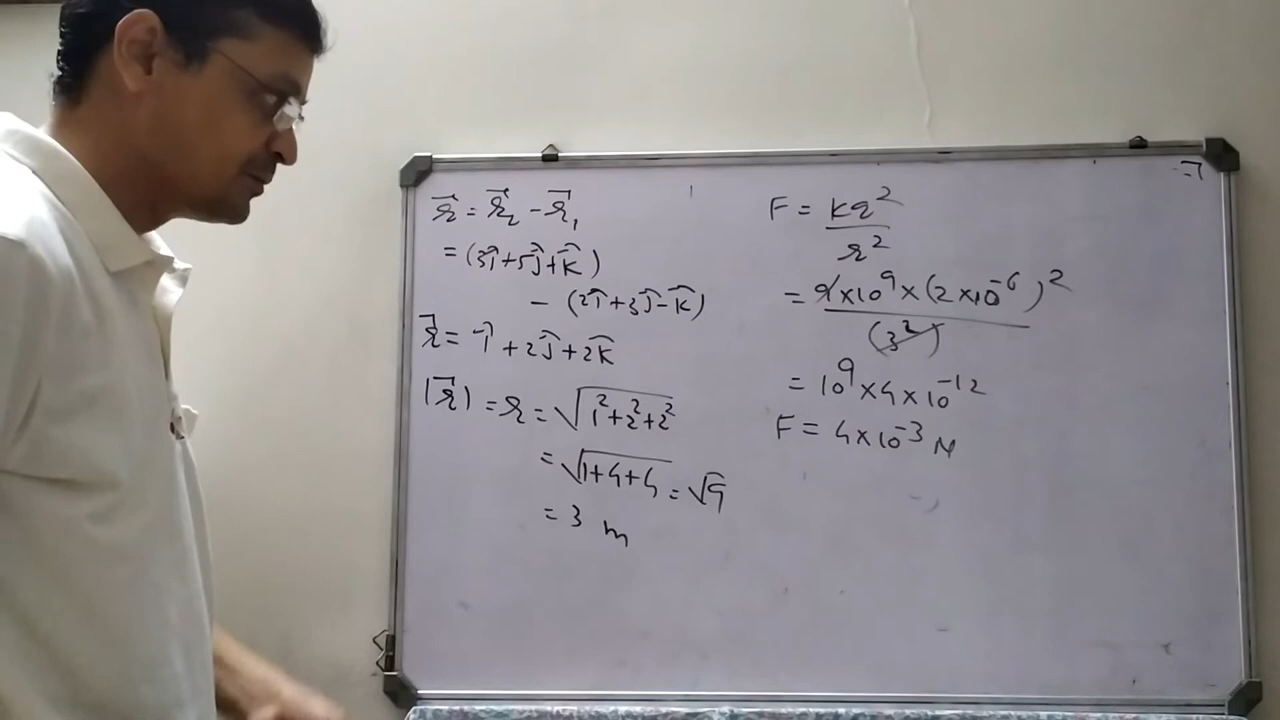 r⃗ = r⃗₂ - r⃗₁
= (3î+5ĵ+k̂)
- (2î+3ĵ-k̂)
r⃗ = î+2ĵ+2k̂
|r⃗| = r = √(1²+2²+2²)
= √(1+4+4) = √9
= 3 m
F = kq²/r²
= 9×10⁹×(2×10⁻⁶)²/(3²)
= 10⁹×4×10⁻¹²
F = 4×10⁻³ N